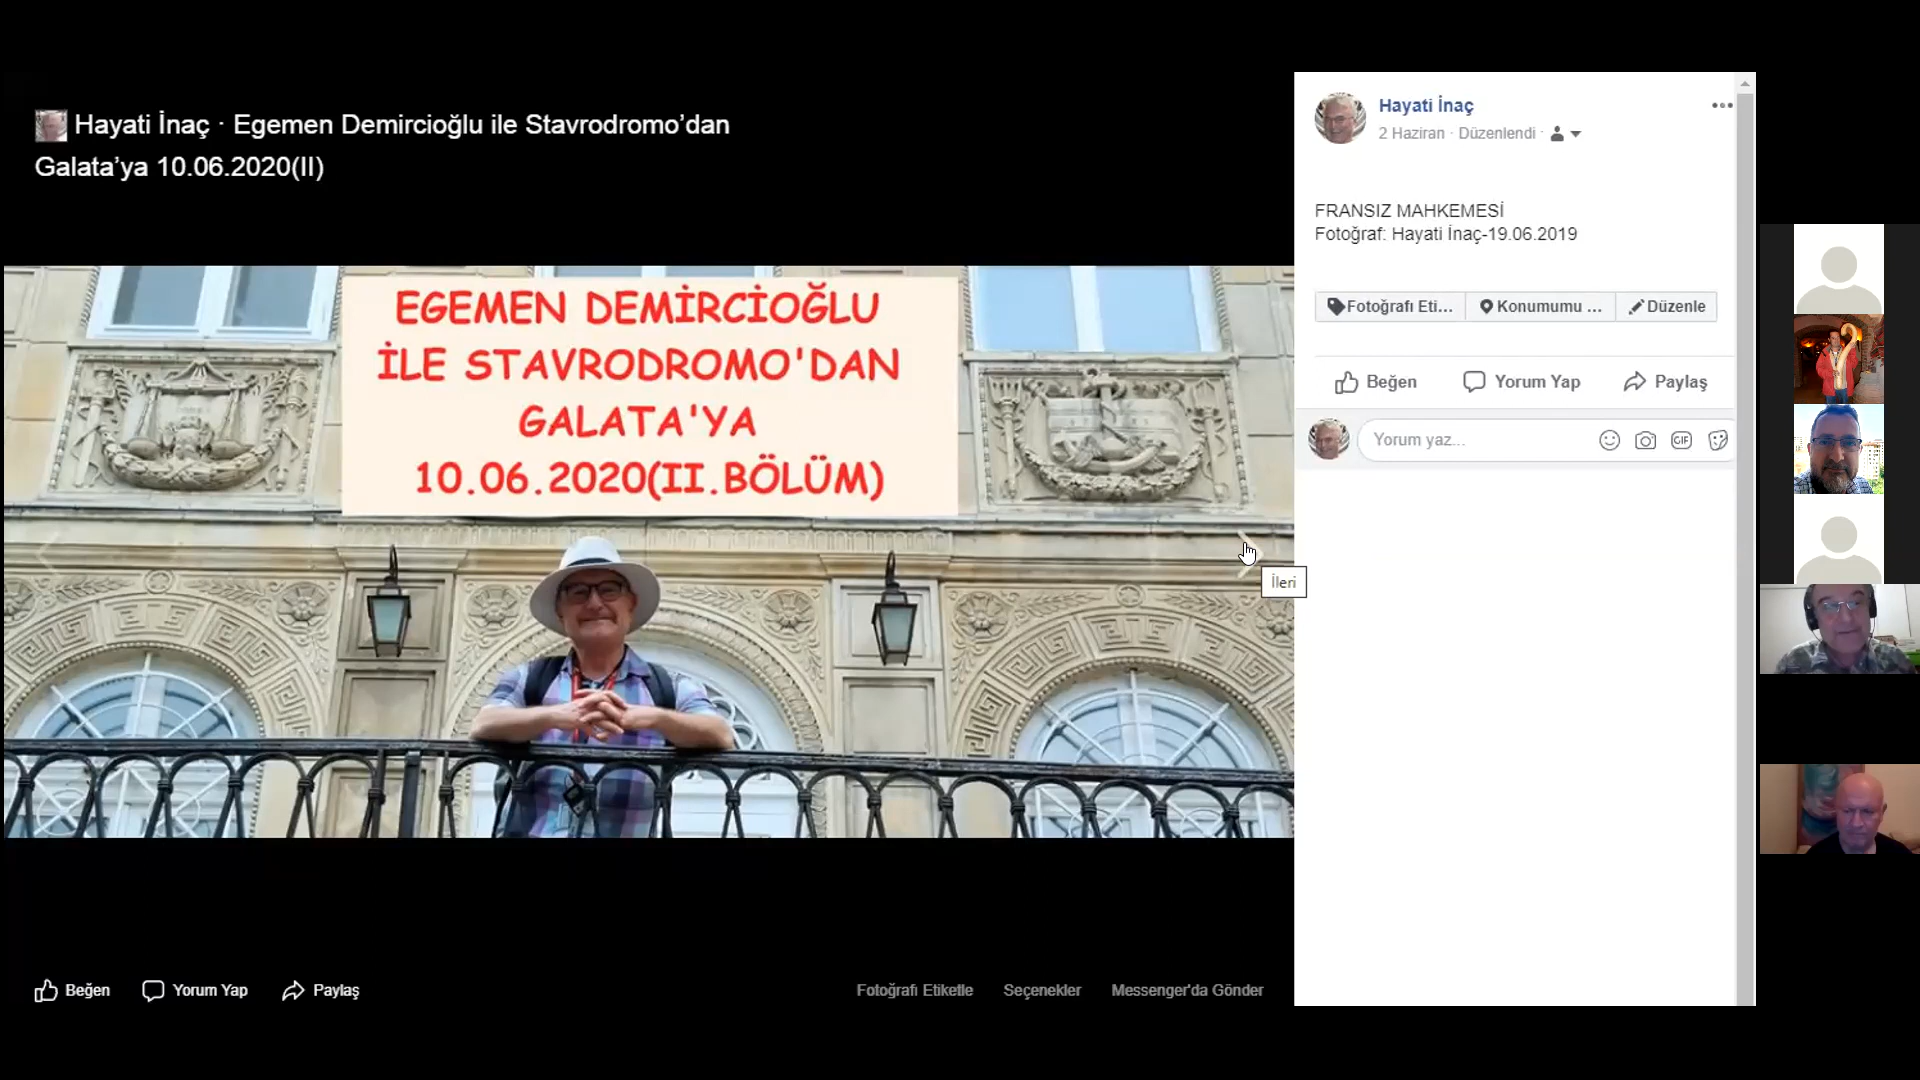 Hayati İnaç · Egemen Demircioğlu ile Stavrodromo’dan
Galata’ya 10.06.2020(II)
EGEMEN DEMİRCİOĞLU
İLE STAVRODROMO'DAN
GALATA'YA
10.06.2020(II.BÖLÜM)
İleri
Beğen
Yorum Yap
Paylaş
Fotoğrafı Etiketle
Seçenekler
Messenger'da Gönder
Hayati İnaç
2 Haziran · Düzenlendi ·
FRANSIZ MAHKEMESİ
Fotoğraf: Hayati İnaç-19.06.2019
Fotoğrafı Eti...
Konumumu ...
Düzenle
Beğen
Yorum Yap
Paylaş
Yorum yaz...
GIF